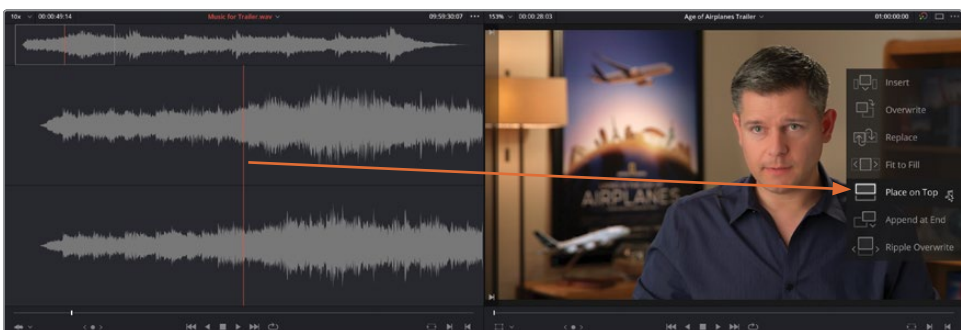 10x 00:00:49:14 Music for Trailer.wav 09:59:30:07
153% 00:00:28:03 Age of Airplanes Trailer 01:00:00:00
Insert
Overwrite
Replace
Fit to Fill
Place on Top
Append at End
Ripple Overwrite
AIRPLANES